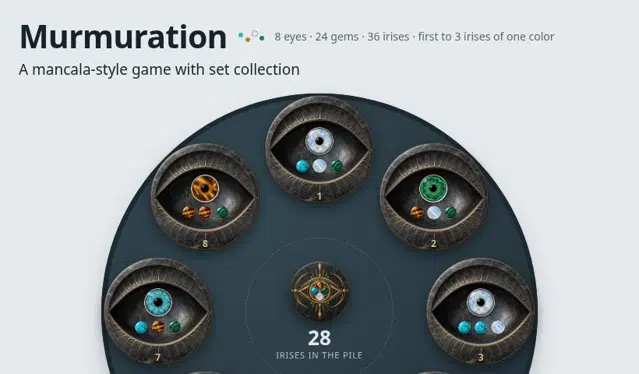 Murmuration
8 eyes · 24 gems · 36 irises · first to 3 irises of one color
A mancala-style game with set collection
1
8
2
7
3
28
IRISES IN THE PILE